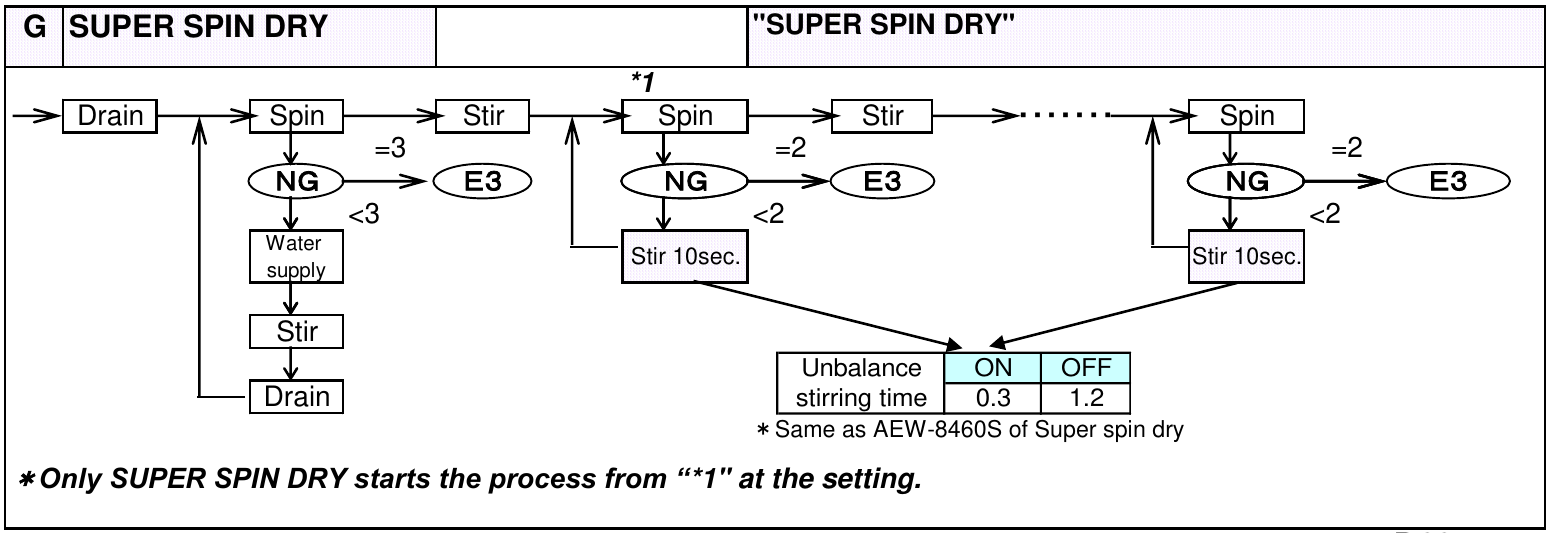 G SUPER SPIN DRY "SUPER SPIN DRY"
*1
Drain Spin Stir Spin Stir Spin
=3 =2 =2
NG E3 NG E3 NG E3
<3 <2 <2
Water
supply
Stir 10sec. Stir 10sec.
Stir
Drain
Unbalance ON OFF
stirring time 0.3 1.2
* Same as AEW-8460S of Super spin dry
* Only SUPER SPIN DRY starts the process from “*1" at the setting.